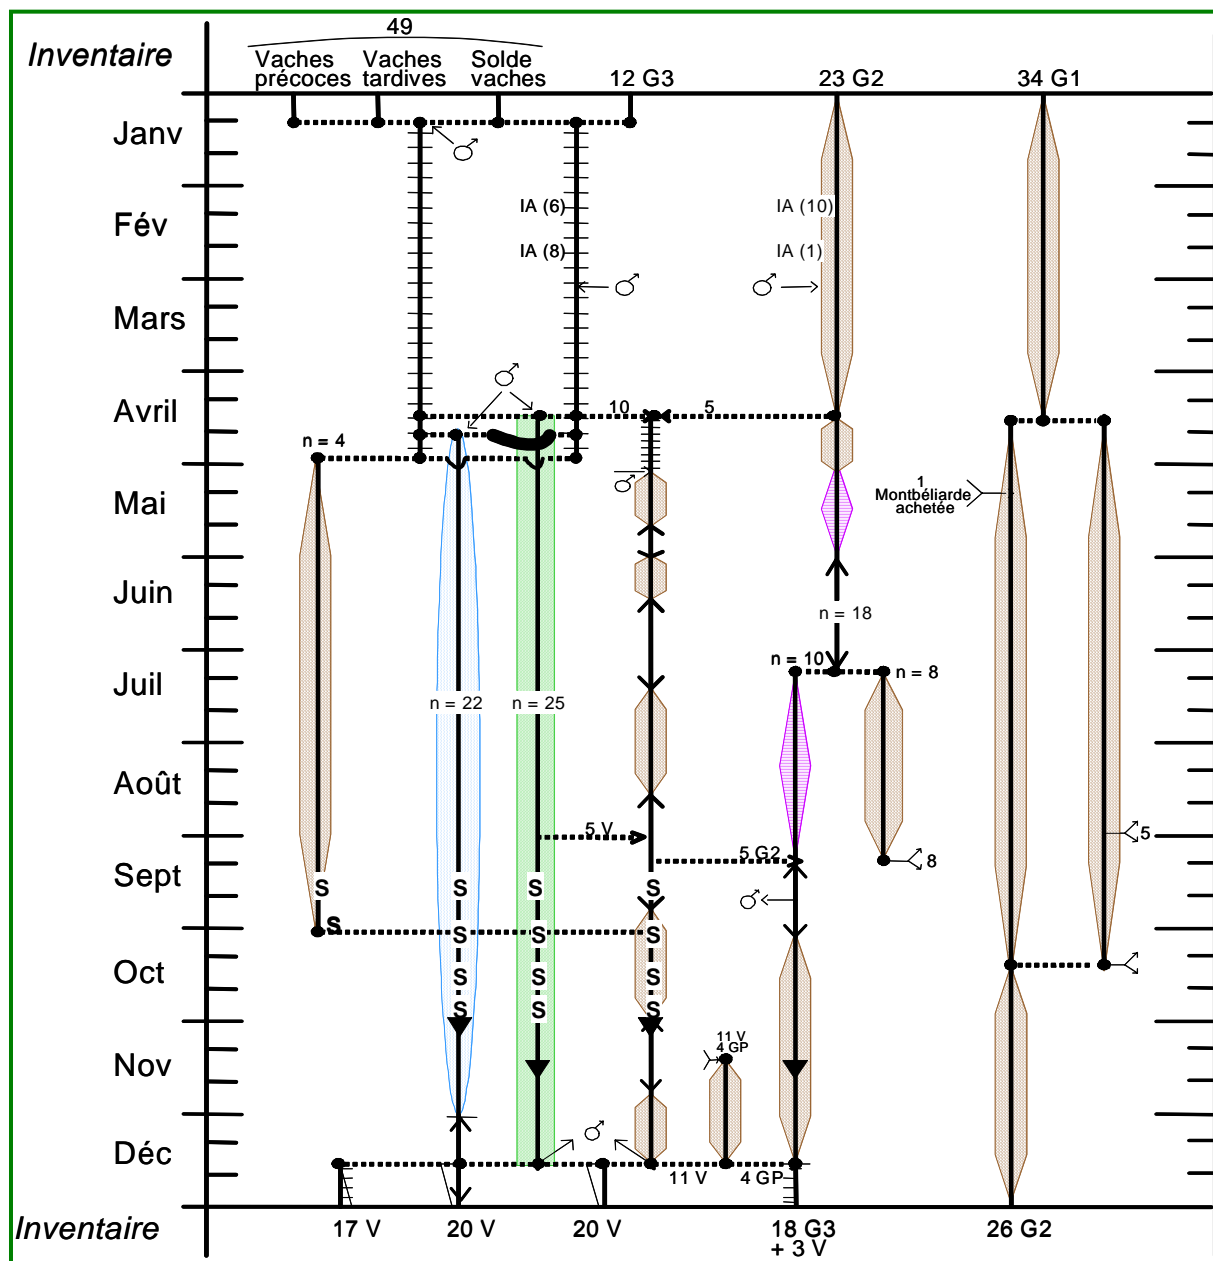 49
Inventaire
Vaches précoces
Vaches tardives
Solde vaches
12 G3
23 G2
34 G1
Janv
IA (6)
IA (10)
Fév
IA (8)
IA (1)
Mars
Avril
10
5
n = 4
1
Montbéliarde
achetée
Mai
Juin
n = 18
n = 10
n = 8
Juil
n = 22
n = 25
Août
5 V
5
5 G2
8
Sept
S
S
S
S
S
S
S
S
Oct
S
S
S
S
S
S
11 V
4 GP
Nov
Déc
11 V
4 GP
Inventaire
17 V
20 V
20 V
18 G3
+ 3 V
26 G2